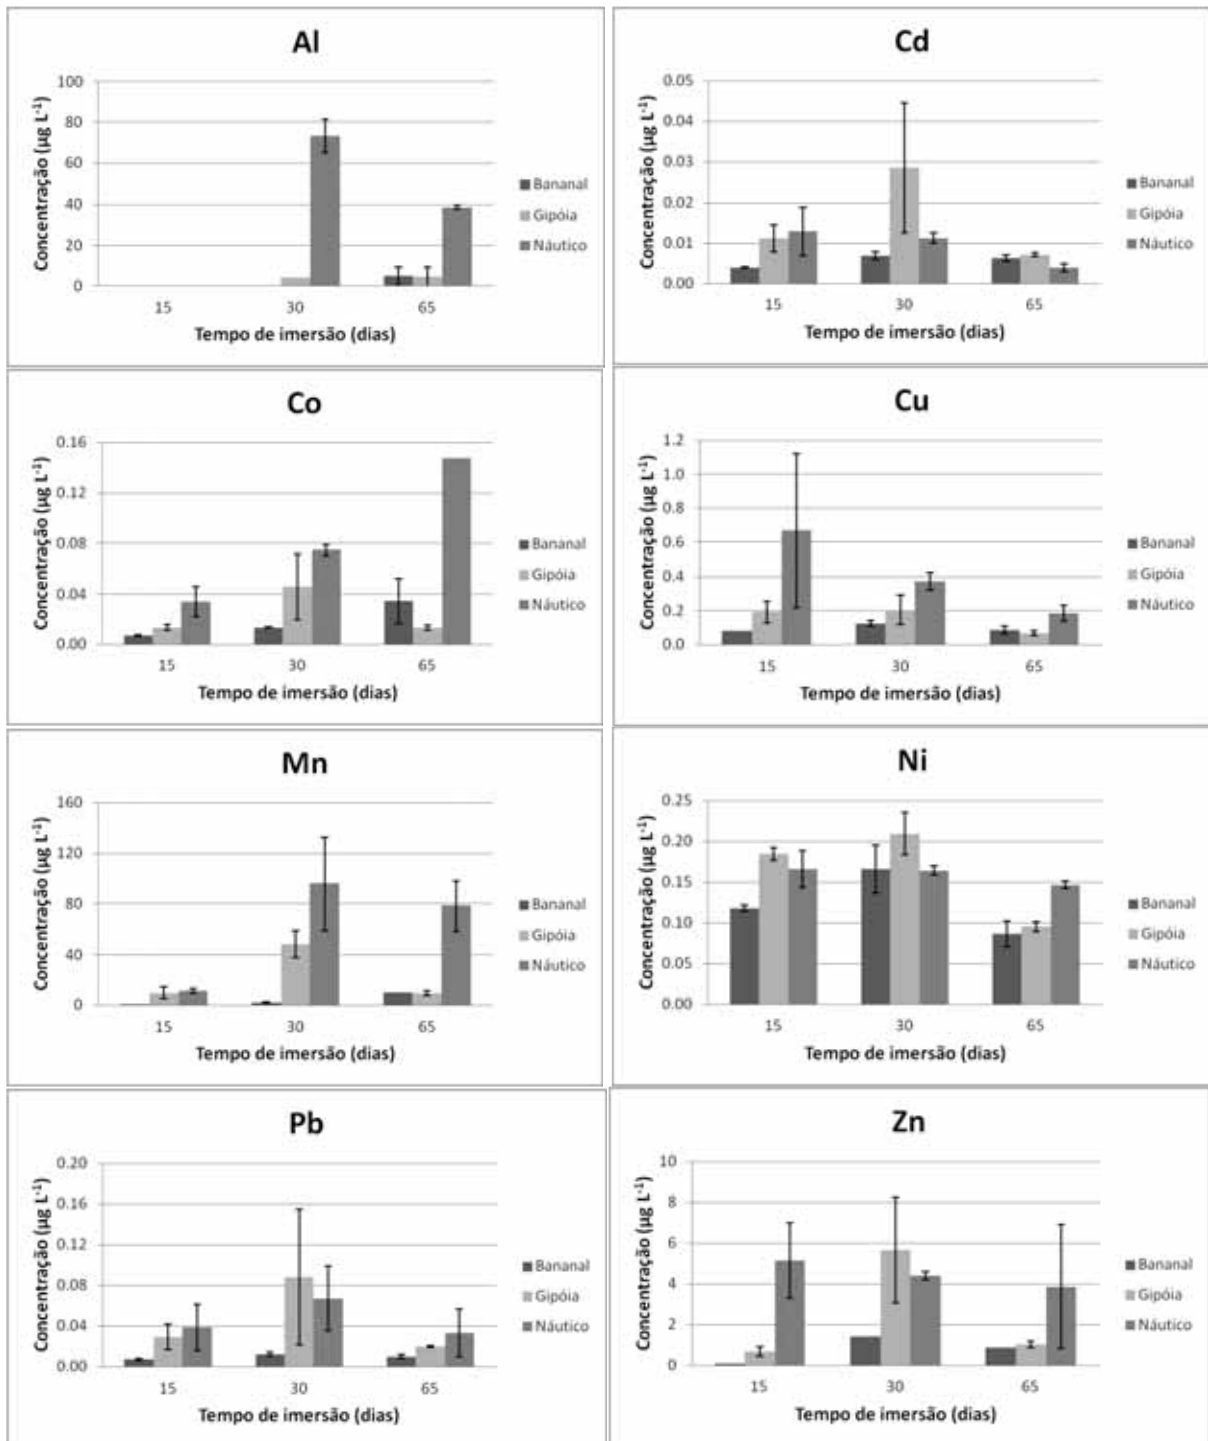 Al
Concentração (µg L⁻¹)
100
80
60
40
20
0
15
30
65
Tempo de imersão (dias)
Bananal
Gipóia
Náutico
Cd
Concentração (µg L⁻¹)
0.05
0.04
0.03
0.02
0.01
0.00
15
30
65
Tempo de imersão (dias)
Bananal
Gipóia
Náutico
Co
Concentração (µg L⁻¹)
0.16
0.12
0.08
0.04
0.00
15
30
65
Tempo de imersão (dias)
Bananal
Gipóia
Náutico
Cu
Concentração (µg L⁻¹)
1.2
1.0
0.8
0.6
0.4
0.2
0.0
15
30
65
Tempo de imersão (dias)
Bananal
Gipóia
Náutico
Mn
Concentração (µg L⁻¹)
160
120
80
40
0
15
30
65
Tempo de imersão (dias)
Bananal
Gipóia
Náutico
Ni
Concentração (µg L⁻¹)
0.25
0.20
0.15
0.10
0.05
0.00
15
30
65
Tempo de imersão (dias)
Bananal
Gipóia
Náutico
Pb
Concentração (µg L⁻¹)
0.20
0.16
0.12
0.08
0.04
0.00
15
30
65
Tempo de imersão (dias)
Bananal
Gipóia
Náutico
Zn
Concentração (µg L⁻¹)
10
8
6
4
2
0
15
30
65
Tempo de imersão (dias)
Bananal
Gipóia
Náutico